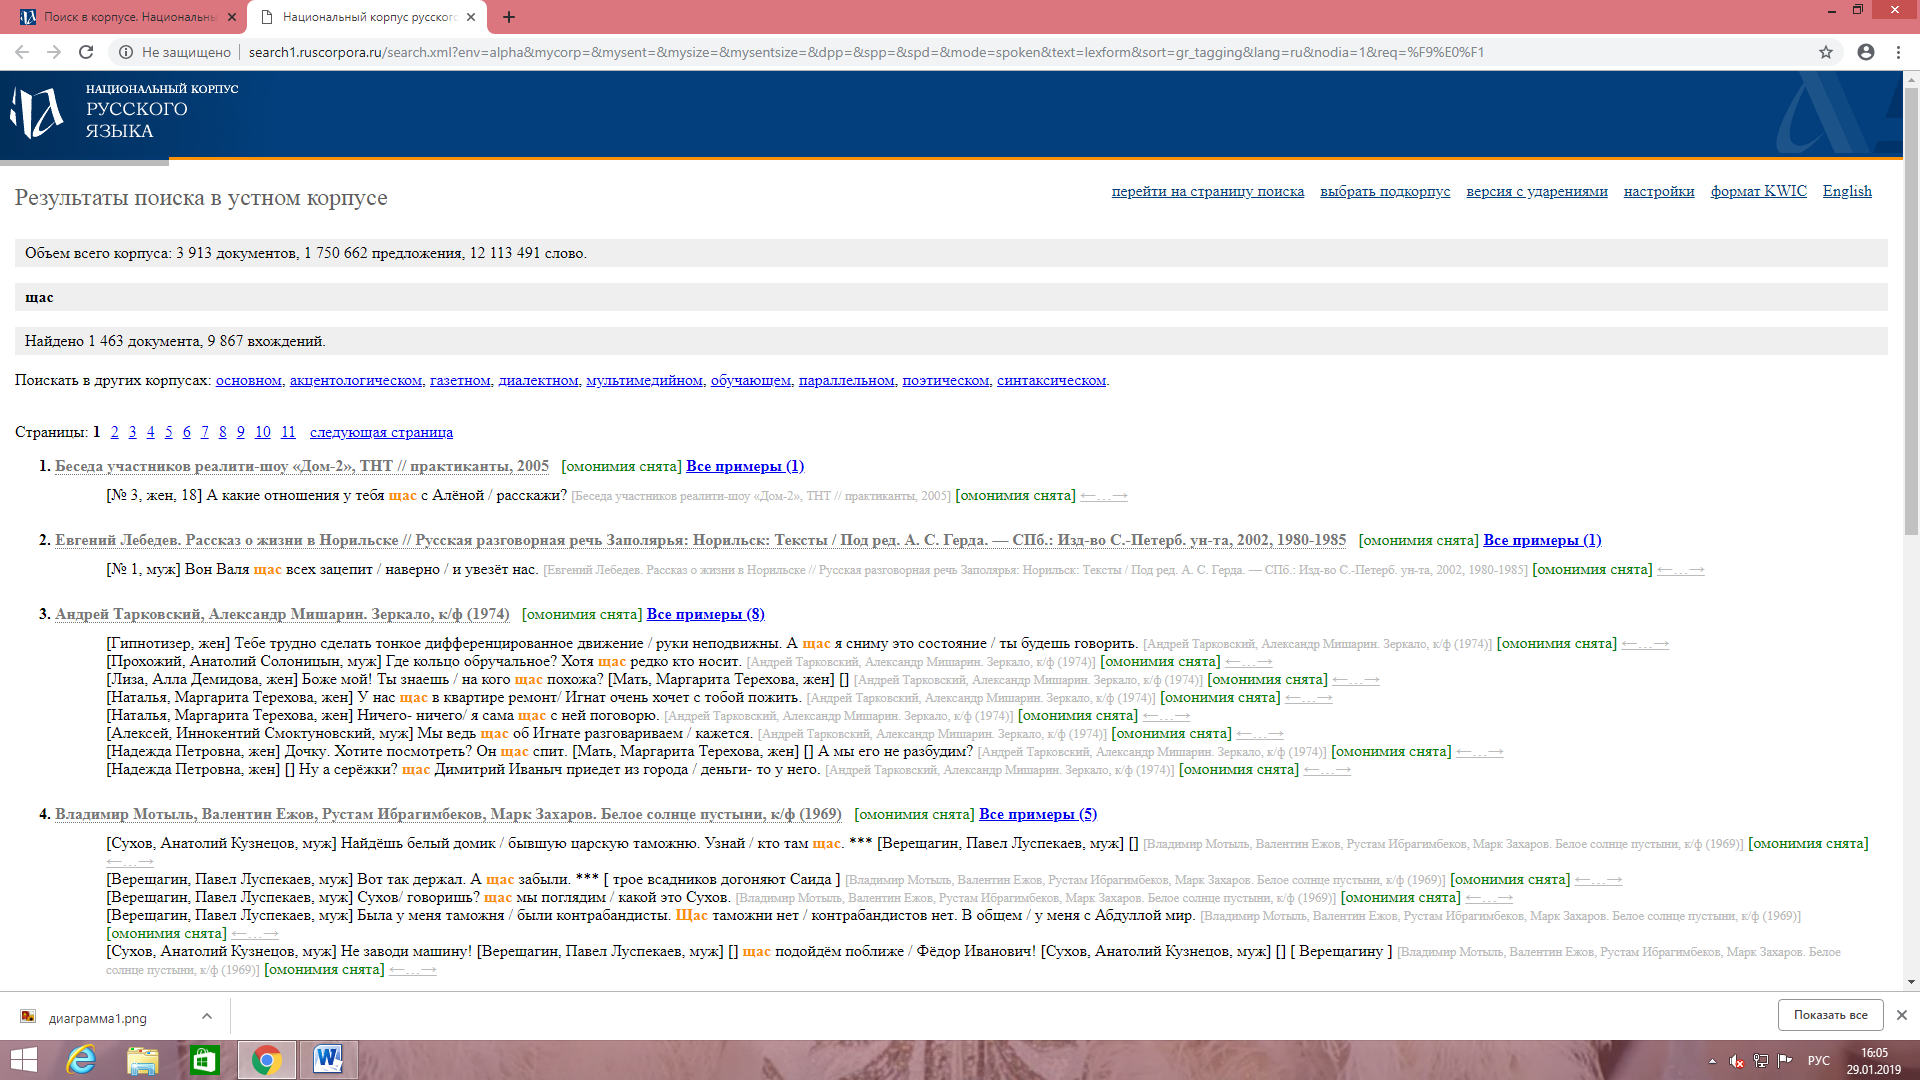 Поиск в корпусе. Национальны
Национальный корпус русского
Не защищено
search1.ruscorpora.ru/search.xml?env=alpha&mycorp=&mysent=&mysize=&mysentsize=&dpp=&spp=&spd=&mode=spoken&text=lexform&sort=gr_tagging&lang=ru&nodia=1&req=%F9%E0%F1
НАЦИОНАЛЬНЫЙ КОРПУС
РУССКОГО
ЯЗЫКА
Результаты поиска в устном корпусе
перейти на страницу поиска выбрать подкорпус версия с ударениями настройки формат KWIC English
Объем всего корпуса: 3 913 документов, 1 750 662 предложения, 12 113 491 слово.
щас
Найдено 1 463 документа, 9 867 вхождений.
Поискать в других корпусах: основном, акцентологическом, газетном, диалектном, мультимедийном, обучающем, параллельном, поэтическом, синтаксическом.
Страницы: 1 2 3 4 5 6 7 8 9 10 11 следующая страница
1. Беседа участников реалити-шоу «Дом-2», ТНТ // практиканты, 2005 [омонимия снята] Все примеры (1)
[№ 3, жен, 18] А какие отношения у тебя щас с Алёной / расскажи? [Беседа участников реалити-шоу «Дом-2», ТНТ // практиканты, 2005] [омонимия снята] ←…→
2. Евгений Лебедев. Рассказ о жизни в Норильске // Русская разговорная речь Заполярья: Норильск: Тексты / Под ред. А. С. Герда. — СПб.: Изд-во С.-Петерб. ун-та, 2002, 1980-1985 [омонимия снята] Все примеры (1)
[№ 1, муж] Вон Валя щас всех зацепит / наверно / и увезёт нас. [Евгений Лебедев. Рассказ о жизни в Норильске // Русская разговорная речь Заполярья: Норильск: Тексты / Под ред. А. С. Герда. — СПб.: Изд-во С.-Петерб. ун-та, 2002, 1980-1985] [омонимия снята] ←…→
3. Андрей Тарковский, Александр Мишарин. Зеркало, к/ф (1974) [омонимия снята] Все примеры (8)
[Гипнотизер, жен] Тебе трудно сделать тонкое дифференцированное движение / руки неподвижны. А щас я сниму это состояние / ты будешь говорить. [Андрей Тарковский, Александр Мишарин. Зеркало, к/ф (1974)] [омонимия снята] ←…→
[Прохожий, Анатолий Солоницын, муж] Где кольцо обручальное? Хотя щас редко кто носит. [Андрей Тарковский, Александр Мишарин. Зеркало, к/ф (1974)] [омонимия снята] ←…→
[Лиза, Алла Демидова, жен] Боже мой! Ты знаешь / на кого щас похожа? [Мать, Маргарита Терехова, жен] [] [Андрей Тарковский, Александр Мишарин. Зеркало, к/ф (1974)] [омонимия снята] ←…→
[Наталья, Маргарита Терехова, жен] У нас щас в квартире ремонт/ Игнат очень хочет с тобой пожить. [Андрей Тарковский, Александр Мишарин. Зеркало, к/ф (1974)] [омонимия снята] ←…→
[Наталья, Маргарита Терехова, жен] Ничего- ничего/ я сама щас с ней поговорю. [Андрей Тарковский, Александр Мишарин. Зеркало, к/ф (1974)] [омонимия снята] ←…→
[Алексей, Иннокентий Смоктуновский, муж] Мы ведь щас об Игнате разговариваем / кажется. [Андрей Тарковский, Александр Мишарин. Зеркало, к/ф (1974)] [омонимия снята] ←…→
[Надежда Петровна, жен] Дочку. Хотите посмотреть? Он щас спит. [Мать, Маргарита Терехова, жен] [] А мы его не разбудим? [Андрей Тарковский, Александр Мишарин. Зеркало, к/ф (1974)] [омонимия снята] ←…→
[Надежда Петровна, жен] [] Ну а серёжки? щас Димитрий Иваныч приедет из города / деньги- то у него. [Андрей Тарковский, Александр Мишарин. Зеркало, к/ф (1974)] [омонимия снята] ←…→
4. Владимир Мотыль, Валентин Ежов, Рустам Ибрагимбеков, Марк Захаров. Белое солнце пустыни, к/ф (1969) [омонимия снята] Все примеры (5)
[Сухов, Анатолий Кузнецов, муж] Найдёшь белый домик / бывшую царскую таможню. Узнай / кто там щас. *** [Верещагин, Павел Луспекаев, муж] [] [Владимир Мотыль, Валентин Ежов, Рустам Ибрагимбеков, Марк Захаров. Белое солнце пустыни, к/ф (1969)] [омонимия снята]
←…→
[Верещагин, Павел Луспекаев, муж] Вот так держал. А щас забыли. *** [ трое всадников догоняют Саида ] [Владимир Мотыль, Валентин Ежов, Рустам Ибрагимбеков, Марк Захаров. Белое солнце пустыни, к/ф (1969)] [омонимия снята] ←…→
[Верещагин, Павел Луспекаев, муж] Сухов/ говоришь? щас мы поглядим / какой это Сухов. [Владимир Мотыль, Валентин Ежов, Рустам Ибрагимбеков, Марк Захаров. Белое солнце пустыни, к/ф (1969)] [омонимия снята] ←…→
[Верещагин, Павел Луспекаев, муж] Была у меня таможня / были контрабандисты. Щас таможни нет / контрабандистов нет. В общем / у меня с Абдуллой мир. [Владимир Мотыль, Валентин Ежов, Рустам Ибрагимбеков, Марк Захаров. Белое солнце пустыни, к/ф (1969)]
[омонимия снята] ←…→
[Сухов, Анатолий Кузнецов, муж] Не заводи машину! [Верещагин, Павел Луспекаев, муж] [] щас подойдём поближе / Фёдор Иванович! [Сухов, Анатолий Кузнецов, муж] [] [ Верещагину ] [Владимир Мотыль, Валентин Ежов, Рустам Ибрагимбеков, Марк Захаров. Белое
солнце пустыни, к/ф (1969)] [омонимия снята] ←…→
диаграмма1.png
Показать все
РУС
16:05
29.01.2019